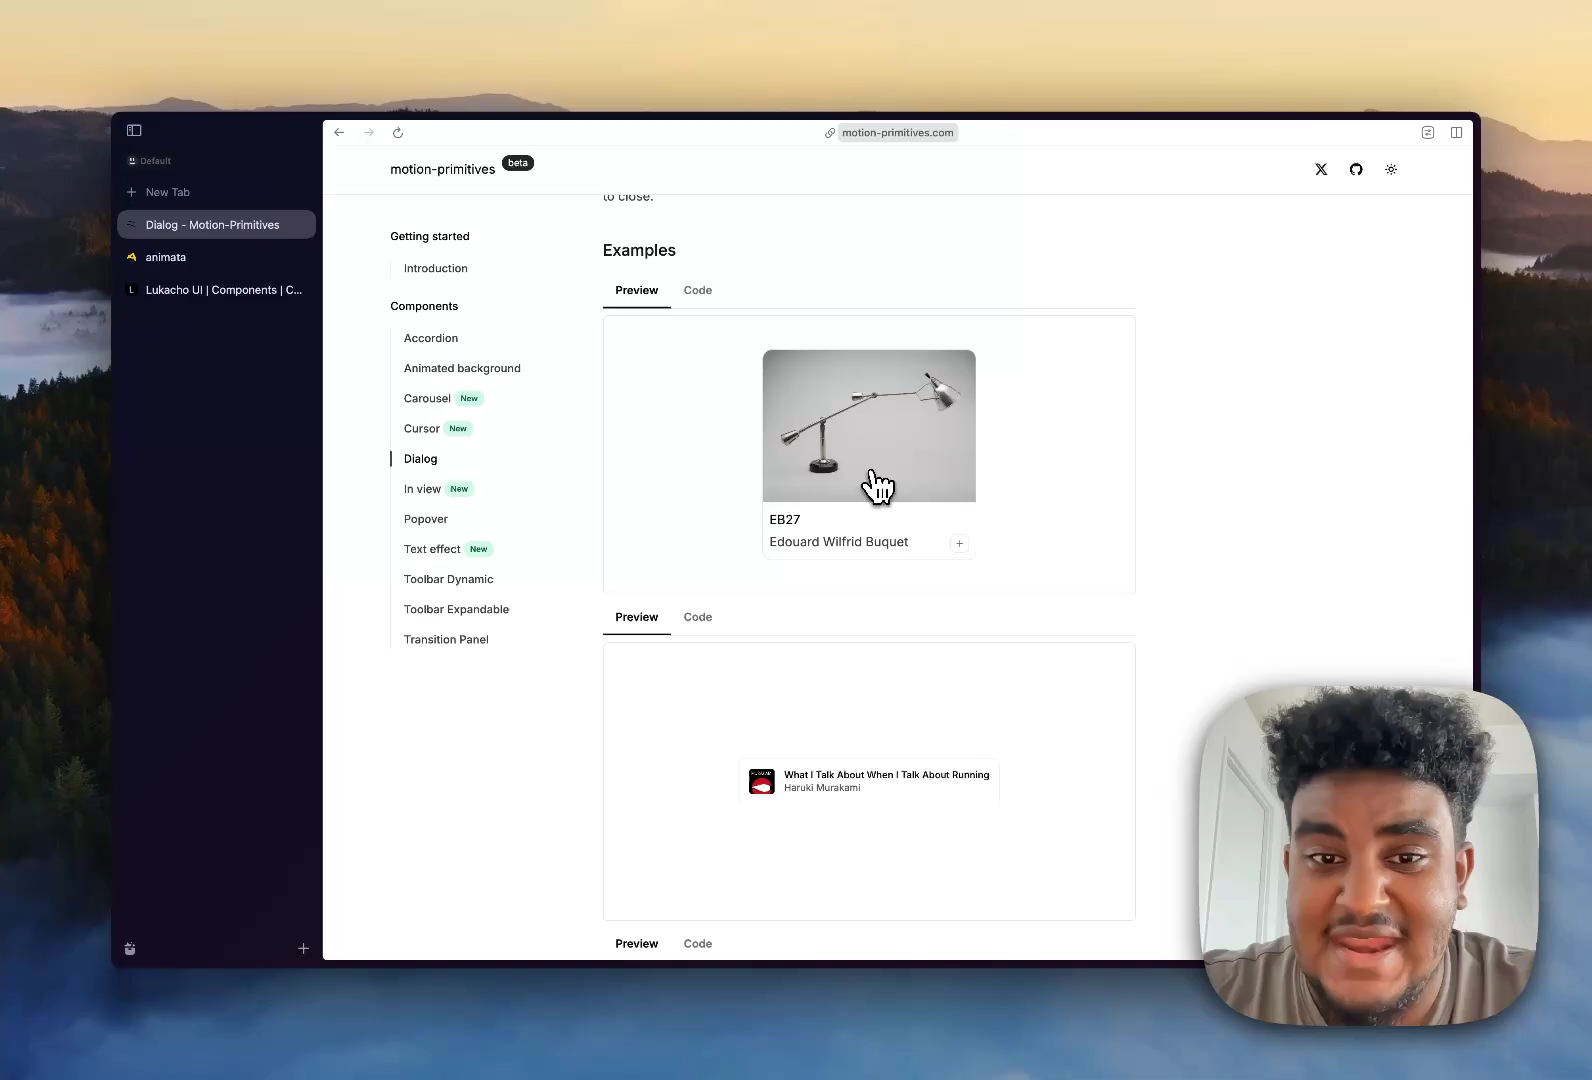 Default
New Tab
Dialog - Motion-Primitives
animata
L
Lukacho UI | Components | C...
motion-primitives.com
motion-primitives
beta
Getting started
Introduction
Components
Accordion
Animated background
Carousel New
Cursor New
Dialog
In view New
Popover
Text effect New
Toolbar Dynamic
Toolbar Expandable
Transition Panel
to close.
Examples
Preview Code
EB27
Edouard Wilfrid Buquet
+
Preview Code
MURAKAMI
What I Talk About When I Talk About Running
Haruki Murakami
Preview Code